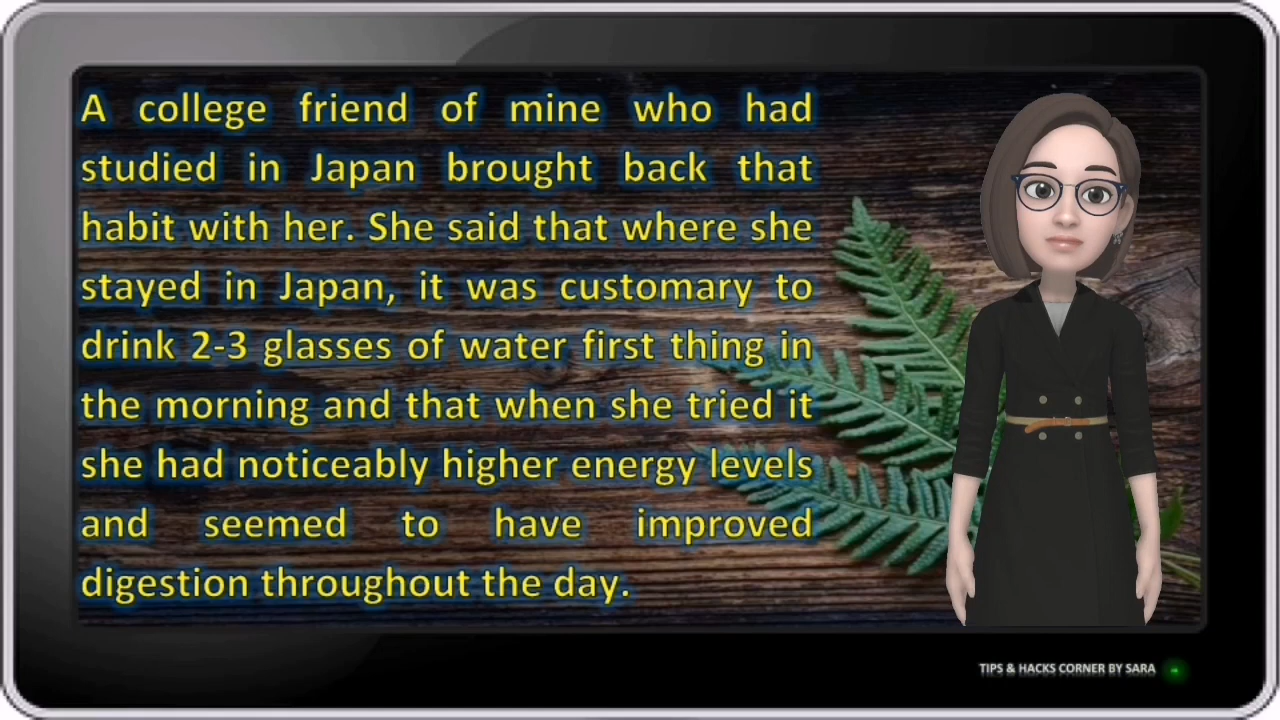 A college friend of mine who had
studied in Japan brought back that
habit with her. She said that where she
stayed in Japan, it was customary to
drink 2-3 glasses of water first thing in
the morning and that when she tried it
she had noticeably higher energy levels
and seemed to have improved
digestion throughout the day.
TIPS & HACKS CORNER BY SARA